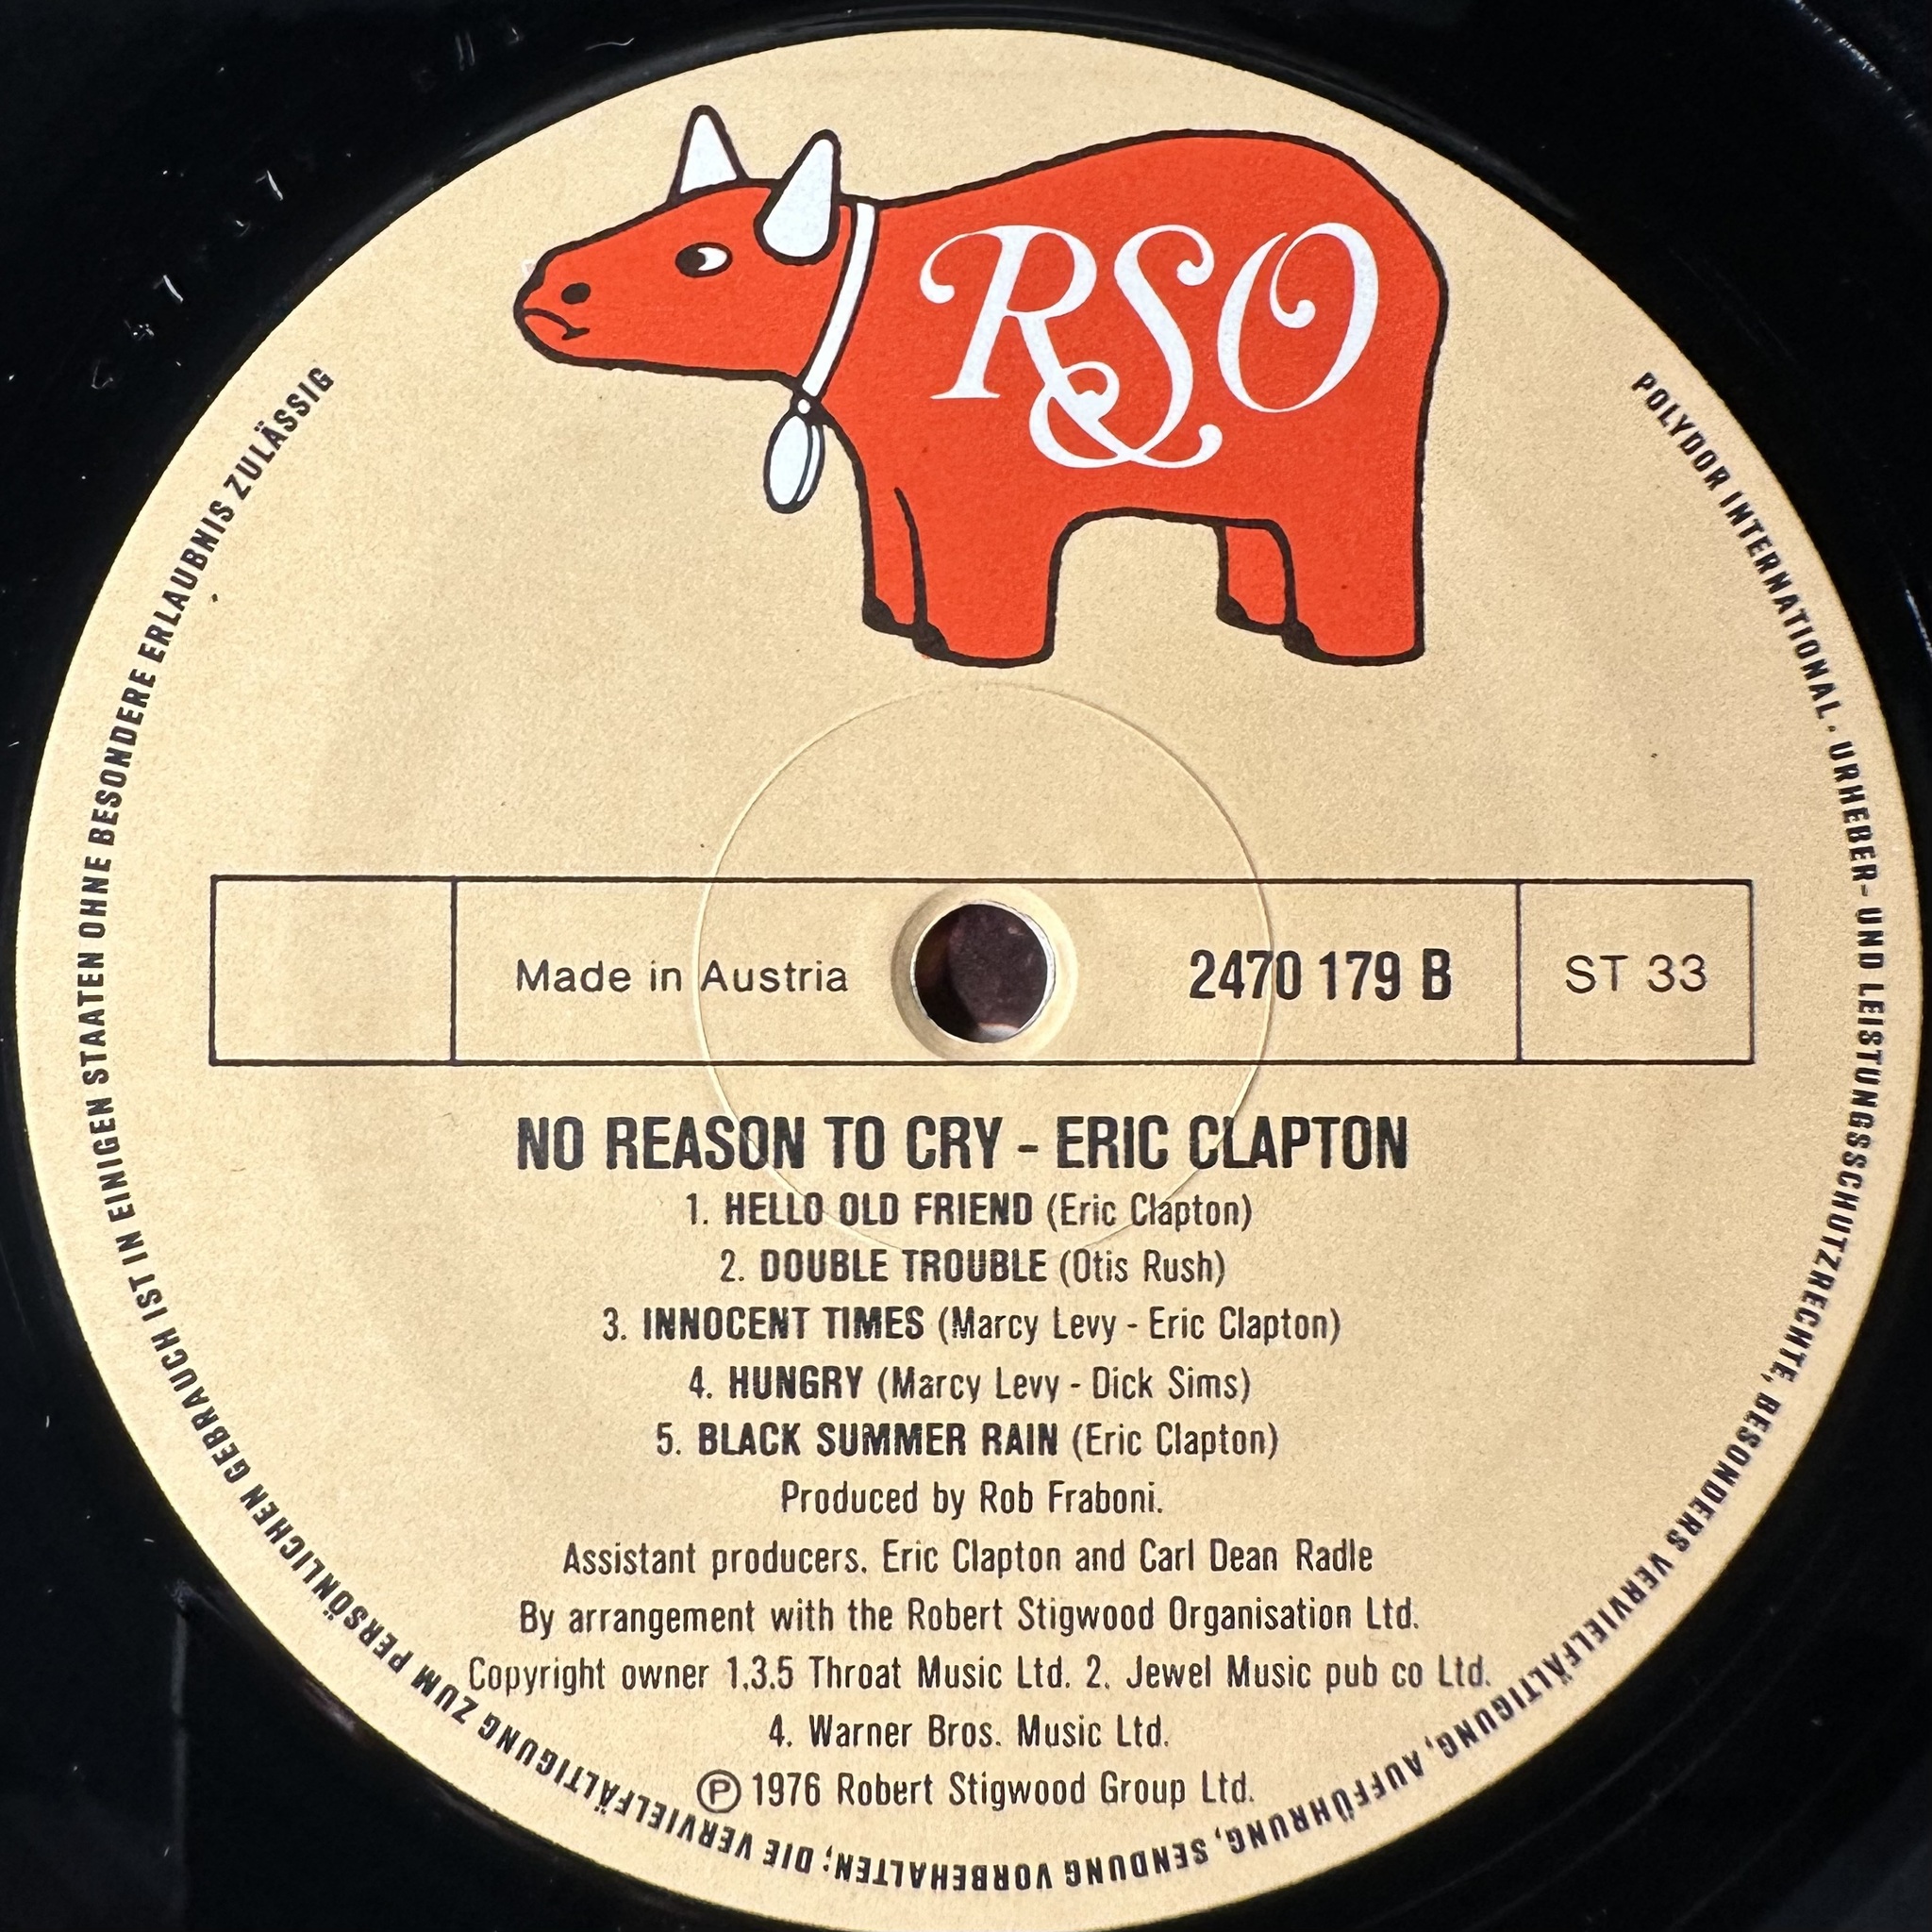 RSO
POLYDOR INTERNATIONAL · URHEBER- UND LEISTUNGSSCHUTZRECHTE, BESONDERS VERVIELFÄLTIGUNG, AUFFÜHRUNG, SENDUNG VORBEHALTEN; DIE VERVIELFÄLTIGUNG ZUM PERSÖNLICHEN GEBRAUCH IST IN EINIGEN STAATEN OHNE BESONDERE ERLAUBNIS ZULÄSSIG
Made in Austria 2470 179 B ST 33
NO REASON TO CRY - ERIC CLAPTON
1. HELLO OLD FRIEND (Eric Clapton)
2. DOUBLE TROUBLE (Otis Rush)
3. INNOCENT TIMES (Marcy Levy - Eric Clapton)
4. HUNGRY (Marcy Levy - Dick Sims)
5. BLACK SUMMER RAIN (Eric Clapton)
Produced by Rob Fraboni.
Assistant producers. Eric Clapton and Carl Dean Radle
By arrangement with the Robert Stigwood Organisation Ltd.
Copyright owner 1,3,5 Throat Music Ltd. 2. Jewel Music pub co Ltd.
4. Warner Bros. Music Ltd.
Ⓟ 1976 Robert Stigwood Group Ltd.